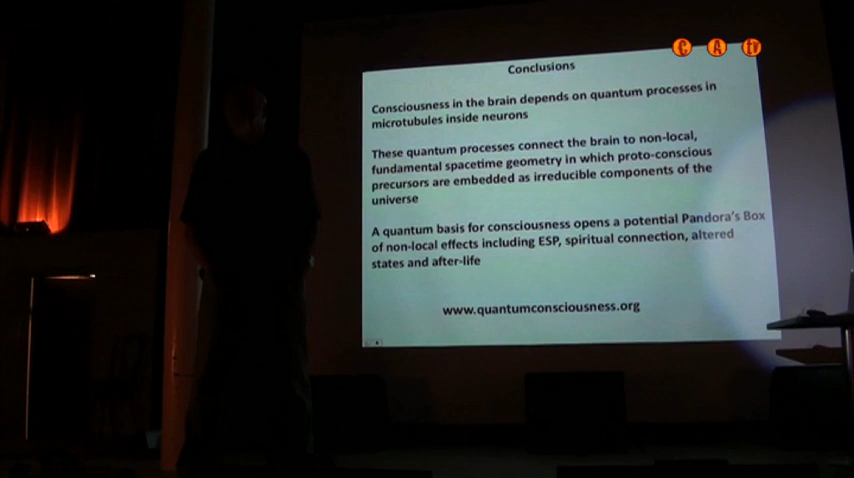 C A tv
Conclusions
Consciousness in the brain depends on quantum processes in
microtubules inside neurons
These quantum processes connect the brain to non-local,
fundamental spacetime geometry in which proto-conscious
precursors are embedded as irreducible components of the
universe
A quantum basis for consciousness opens a potential Pandora's Box
of non-local effects including ESP, spiritual connection, altered
states and after-life
www.quantumconsciousness.org